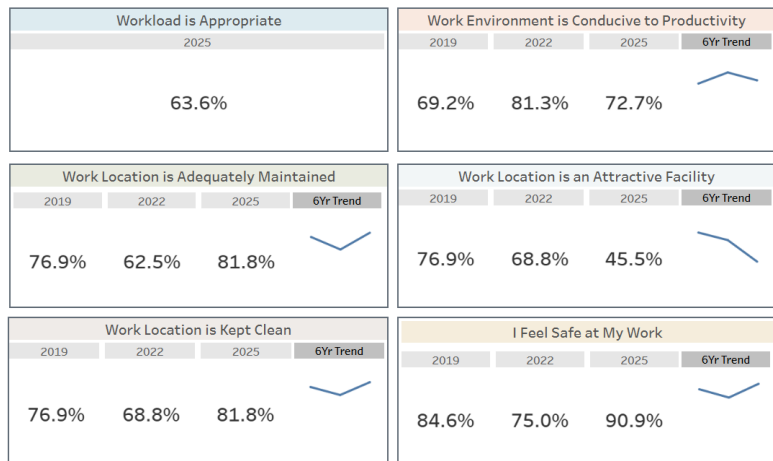 Workload is Appropriate
2025
63.6%
Work Environment is Conducive to Productivity
2019 2022 2025 6Yr Trend
69.2% 81.3% 72.7%
Work Location is Adequately Maintained
2019 2022 2025 6Yr Trend
76.9% 62.5% 81.8%
Work Location is an Attractive Facility
2019 2022 2025 6Yr Trend
76.9% 68.8% 45.5%
Work Location is Kept Clean
2019 2022 2025 6Yr Trend
76.9% 68.8% 81.8%
I Feel Safe at My Work
2019 2022 2025 6Yr Trend
84.6% 75.0% 90.9%